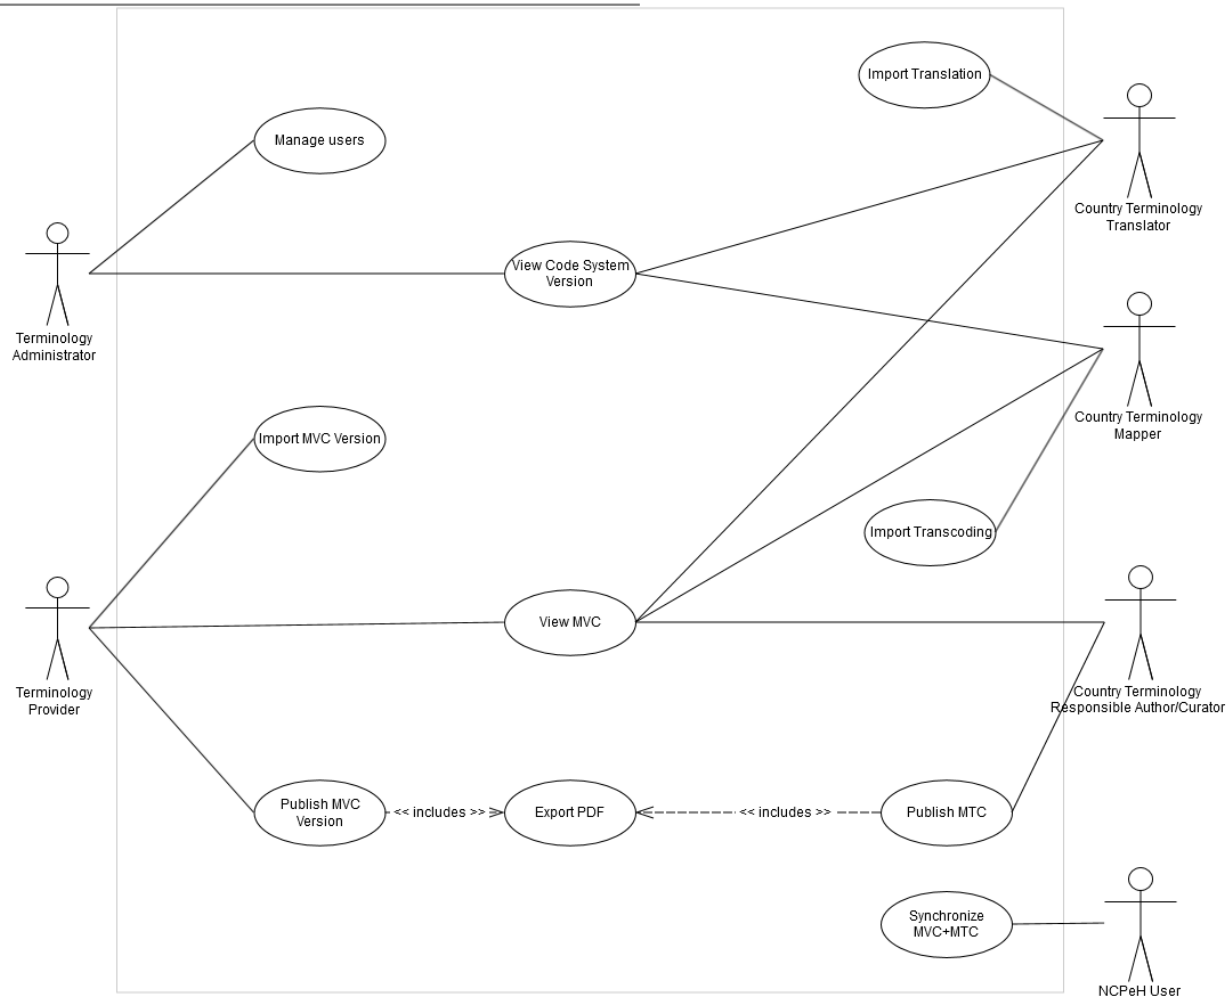 Import Translation
Manage users
Country Terminology
Translator
View Code System
Version
Terminology
Administrator
Country Terminology
Mapper
Import MVC Version
Import Transcoding
View MVC
Terminology
Provider
Country Terminology
Responsible Author/Curator
Publish MVC
Version
<< includes >>
Export PDF
<< includes >>
Publish MTC
Synchronize
MVC+MTC
NCPeH User